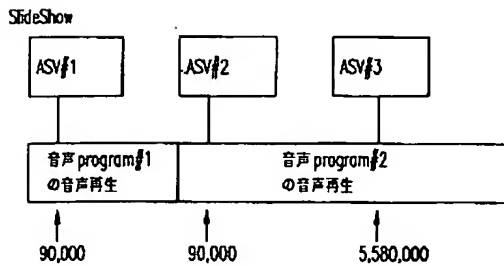 SlideShow
ASV#1
ASV#2
ASV#3
音声program#1
の音声再生
音声program#2
の音声再生
90,000
90,000
5,580,000